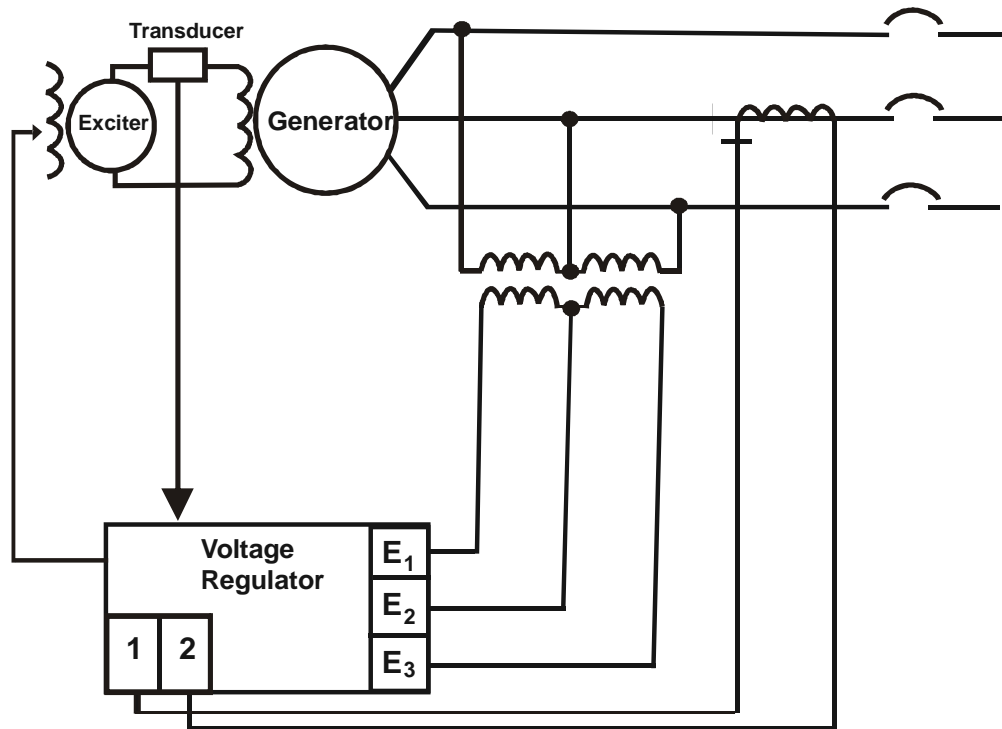 Transducer
Exciter
Generator
Voltage
Regulator
E1
E2
E3
1
2